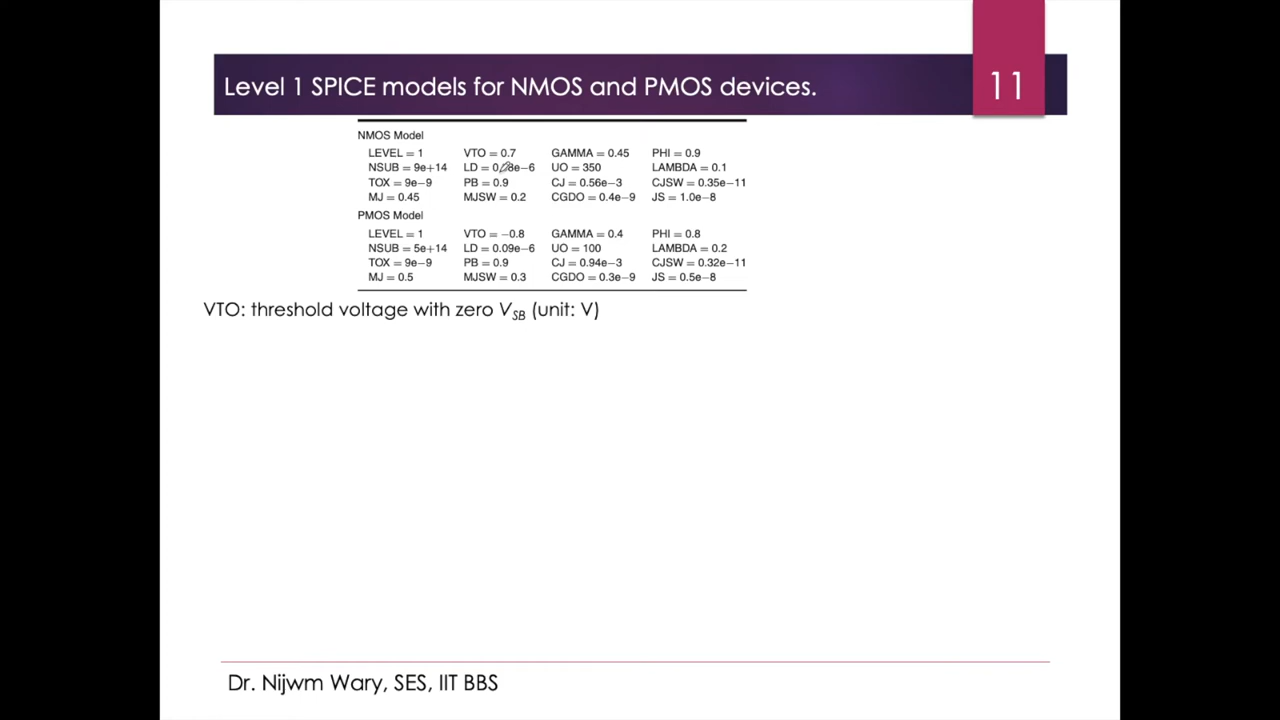 Level 1 SPICE models for NMOS and PMOS devices.
11
NMOS Model
LEVEL = 1 VTO = 0.7 GAMMA = 0.45 PHI = 0.9
NSUB = 9e+14 LD = UO = 350 LAMBDA = 0.1
TOX = 9e−9 PB = 0.9 CJ = 0.56e−3 CJSW = 0.35e−11
MJ = 0.45 MJSW = 0.2 CGDO = 0.4e−9 JS = 1.0e−8
PMOS Model
LEVEL = 1 VTO = −0.8 GAMMA = 0.4 PHI = 0.8
NSUB = 5e+14 LD = 0.09e−6 UO = 100 LAMBDA = 0.2
TOX = 9e−9 PB = 0.9 CJ = 0.94e−3 CJSW = 0.32e−11
MJ = 0.5 MJSW = 0.3 CGDO = 0.3e−9 JS = 0.5e−8
VTO: threshold voltage with zero V_SB (unit: V)
Dr. Nijwm Wary, SES, IIT BBS